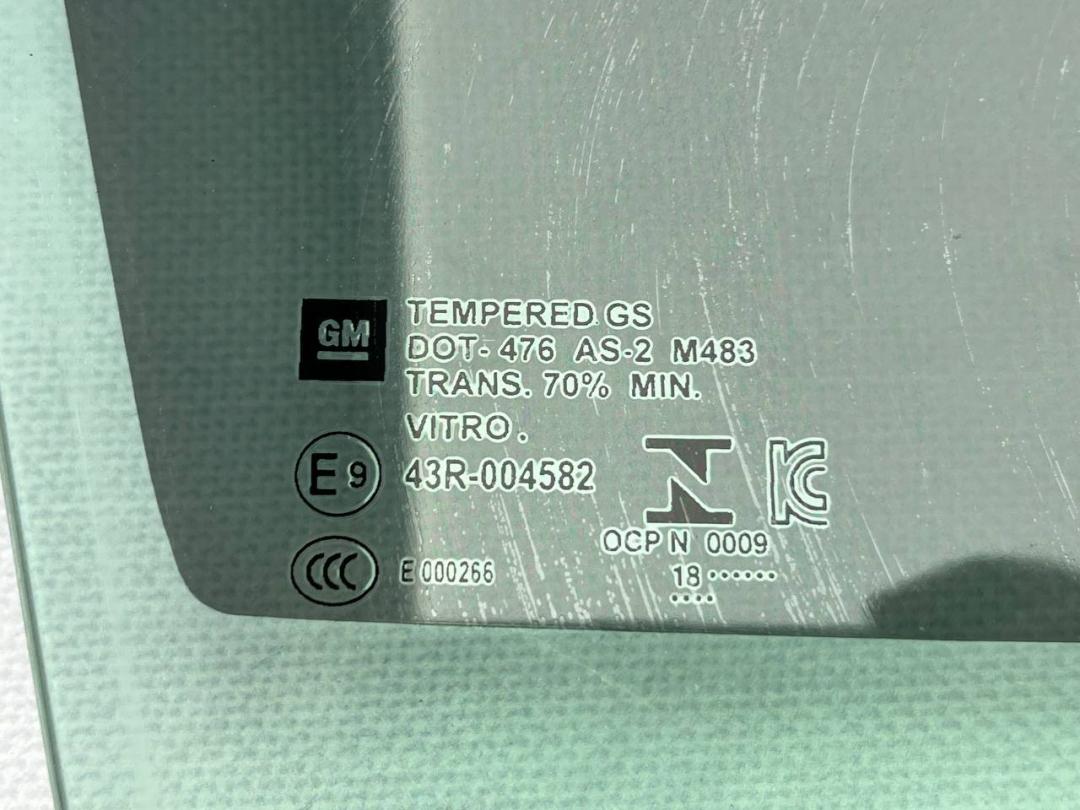 GM
TEMPERED GS
DOT- 476 AS-2 M483
TRANS. 70% MIN.
VITRO.
E9 43R-004582
KC
OCP N 0009
CCC E 000266
18